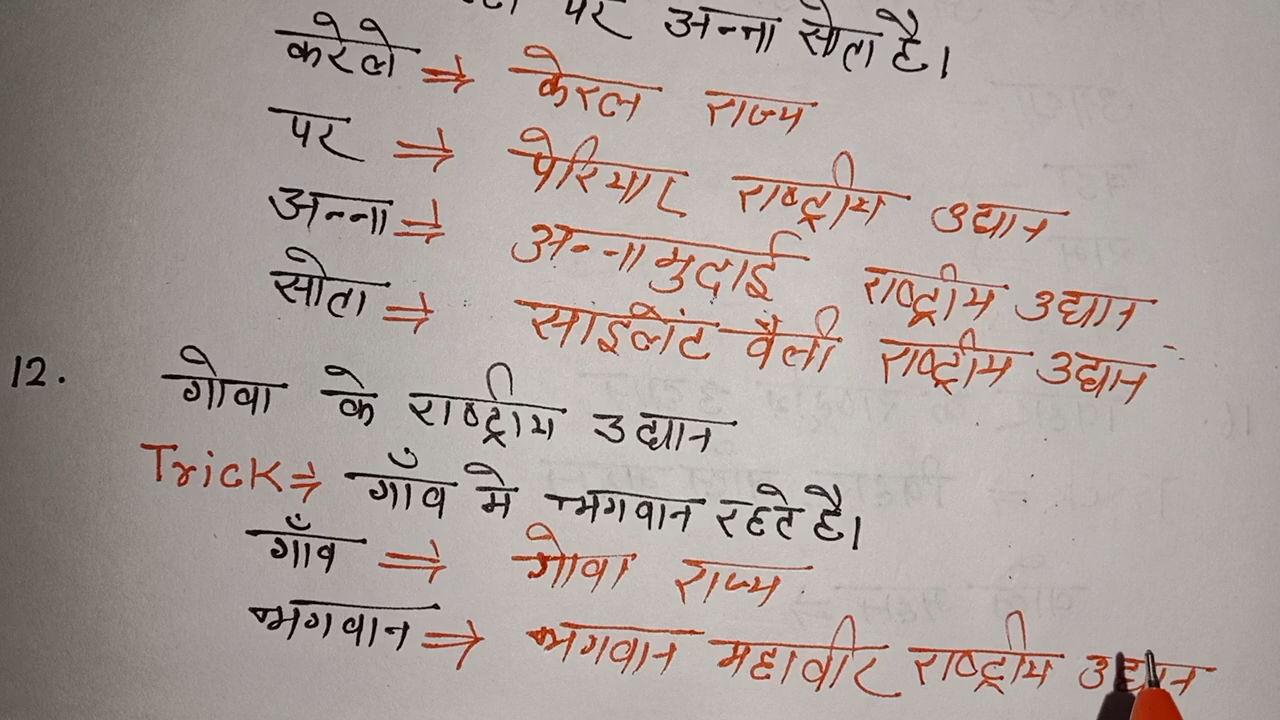 पर अन्ना सोता है।
करेले ⇒ केरल राज्य
पर ⇒ पेरियार राष्ट्रीय उद्यान
अन्ना ⇒ अन्नामुदाई राष्ट्रीय उद्यान
सोता ⇒ साईलेंट वैली राष्ट्रीय उद्यान
12. गोवा के राष्ट्रीय उद्यान
Trick ⇒ गाँव मे भगवान रहते है।
गाँव ⇒ गोवा राज्य
भगवान ⇒ भगवान महावीर राष्ट्रीय उद्यान